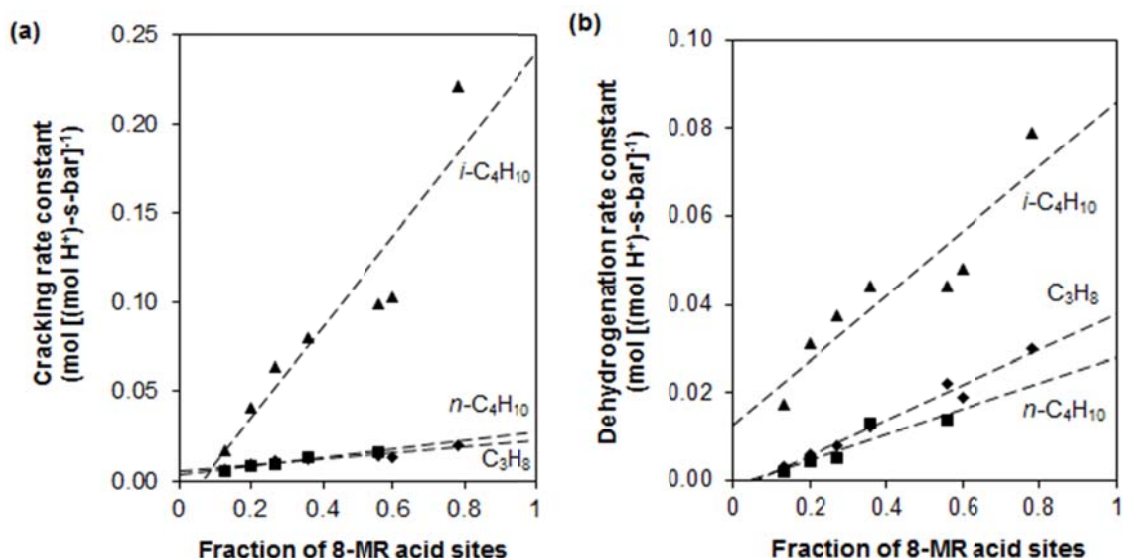 (a)
Cracking rate constant
(mol [(mol H⁺)-s-bar]⁻¹)
0.25
0.20
0.15
0.10
0.05
0.00
0
0.2
0.4
0.6
0.8
1
i-C₄H₁₀
n-C₄H₁₀
C₃H₈
Fraction of 8-MR acid sites
(b)
Dehydrogenation rate constant
(mol [(mol H⁺)-s-bar]⁻¹)
0.10
0.08
0.06
0.04
0.02
0.00
0
0.2
0.4
0.6
0.8
1
i-C₄H₁₀
C₃H₈
n-C₄H₁₀
Fraction of 8-MR acid sites